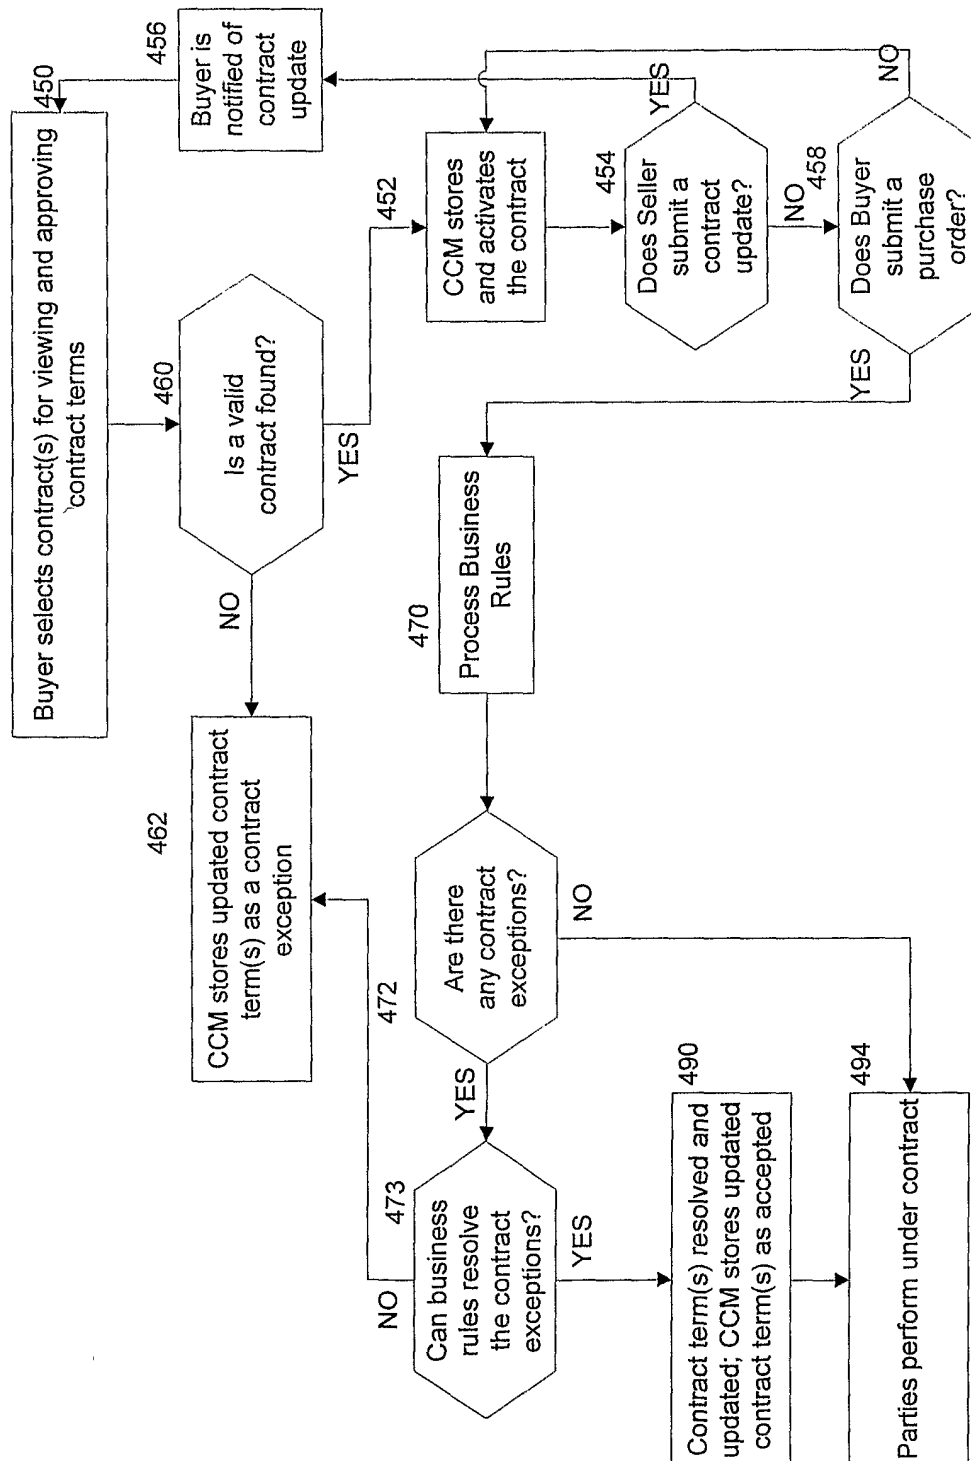 450
Buyer selects contract(s) for viewing and approving
contract terms
456
Buyer is
notified of
contract
update
460
Is a valid
contract found?
NO
YES
462
CCM stores updated contract
term(s) as a contract
exception
452
CCM stores
and activates
the contract
454
Does Seller
submit a
contract
update?
YES
NO
458
Does Buyer
submit a
purchase
order?
NO
YES
470
Process Business
Rules
472
Are there
any contract
exceptions?
NO
YES
473
Can business
rules resolve
the contract
exceptions?
NO
YES
490
Contract term(s) resolved and
updated; CCM stores updated
contract term(s) as accepted
494
Parties perform under contract